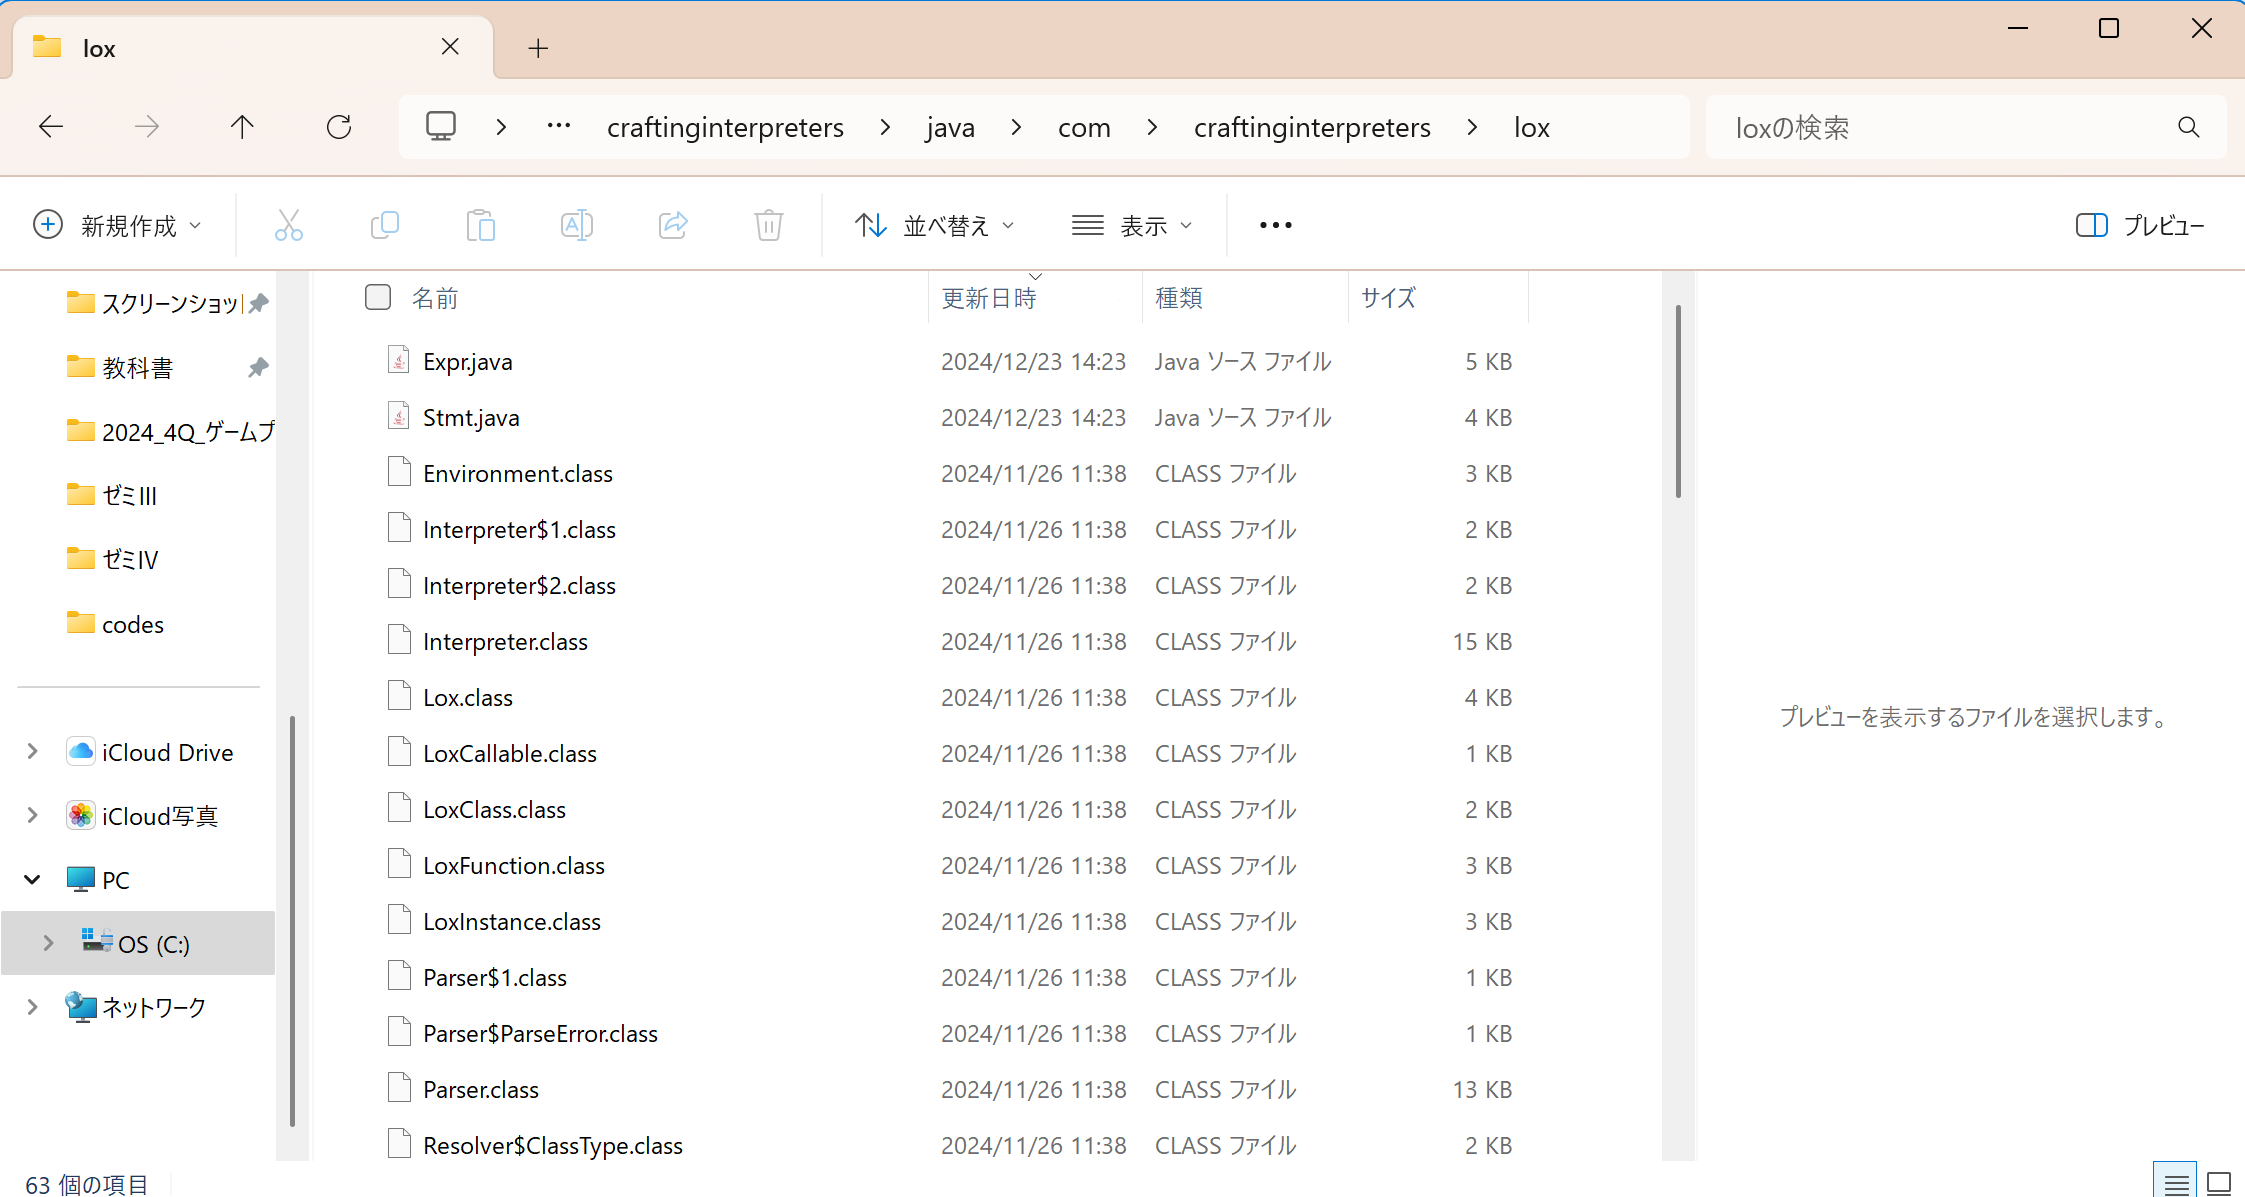 lox
craftinginterpreters > java > com > craftinginterpreters > lox
loxの検索
新規作成
並べ替え
表示
プレビュー
スクリーンショット
教科書
2024_4Q_ゲームプ
ゼミIII
ゼミIV
codes
iCloud Drive
iCloud写真
PC
OS (C:)
ネットワーク
名前 更新日時 種類 サイズ
Expr.java 2024/12/23 14:23 Java ソース ファイル 5 KB
Stmt.java 2024/12/23 14:23 Java ソース ファイル 4 KB
Environment.class 2024/11/26 11:38 CLASS ファイル 3 KB
Interpreter$1.class 2024/11/26 11:38 CLASS ファイル 2 KB
Interpreter$2.class 2024/11/26 11:38 CLASS ファイル 2 KB
Interpreter.class 2024/11/26 11:38 CLASS ファイル 15 KB
Lox.class 2024/11/26 11:38 CLASS ファイル 4 KB
LoxCallable.class 2024/11/26 11:38 CLASS ファイル 1 KB
LoxClass.class 2024/11/26 11:38 CLASS ファイル 2 KB
LoxFunction.class 2024/11/26 11:38 CLASS ファイル 3 KB
LoxInstance.class 2024/11/26 11:38 CLASS ファイル 3 KB
Parser$1.class 2024/11/26 11:38 CLASS ファイル 1 KB
Parser$ParseError.class 2024/11/26 11:38 CLASS ファイル 1 KB
Parser.class 2024/11/26 11:38 CLASS ファイル 13 KB
Resolver$ClassType.class 2024/11/26 11:38 CLASS ファイル 2 KB
プレビューを表示するファイルを選択します。
63 個の項目